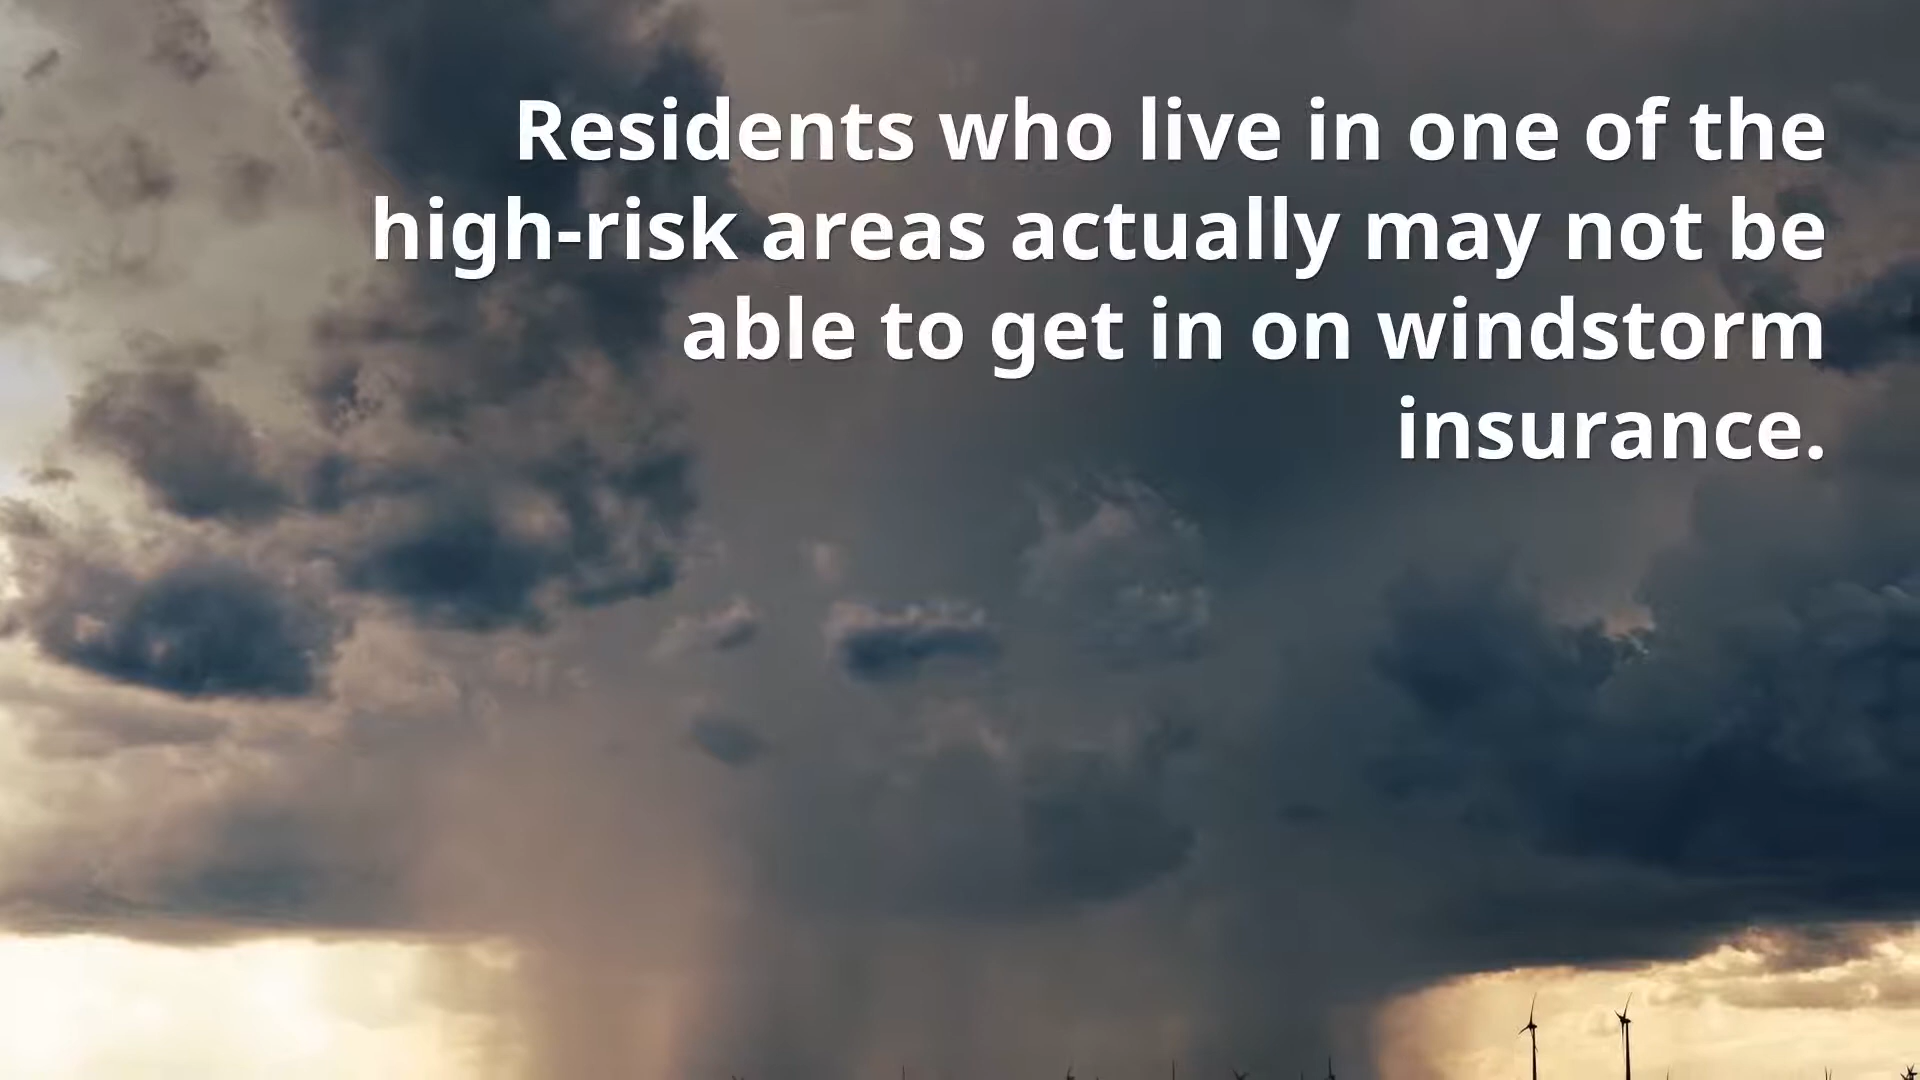 Residents who live in one of the
high-risk areas actually may not be
able to get in on windstorm
insurance.